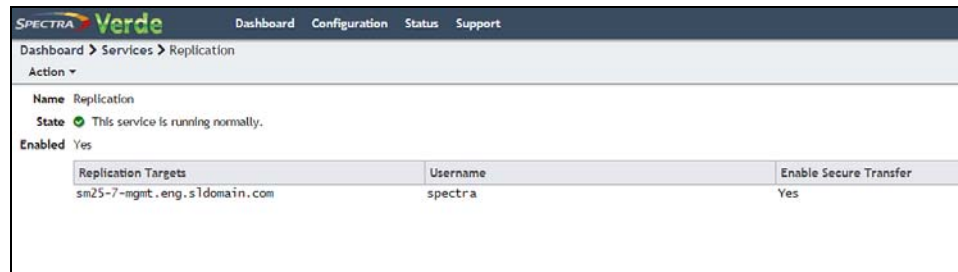 SPECTRA Verde Dashboard Configuration Status Support
Dashboard > Services > Replication
Action
Name Replication
State This service is running normally.
Enabled Yes
Replication Targets Username Enable Secure Transfer
sm25-7-mgmt.eng.sldomain.com spectra Yes